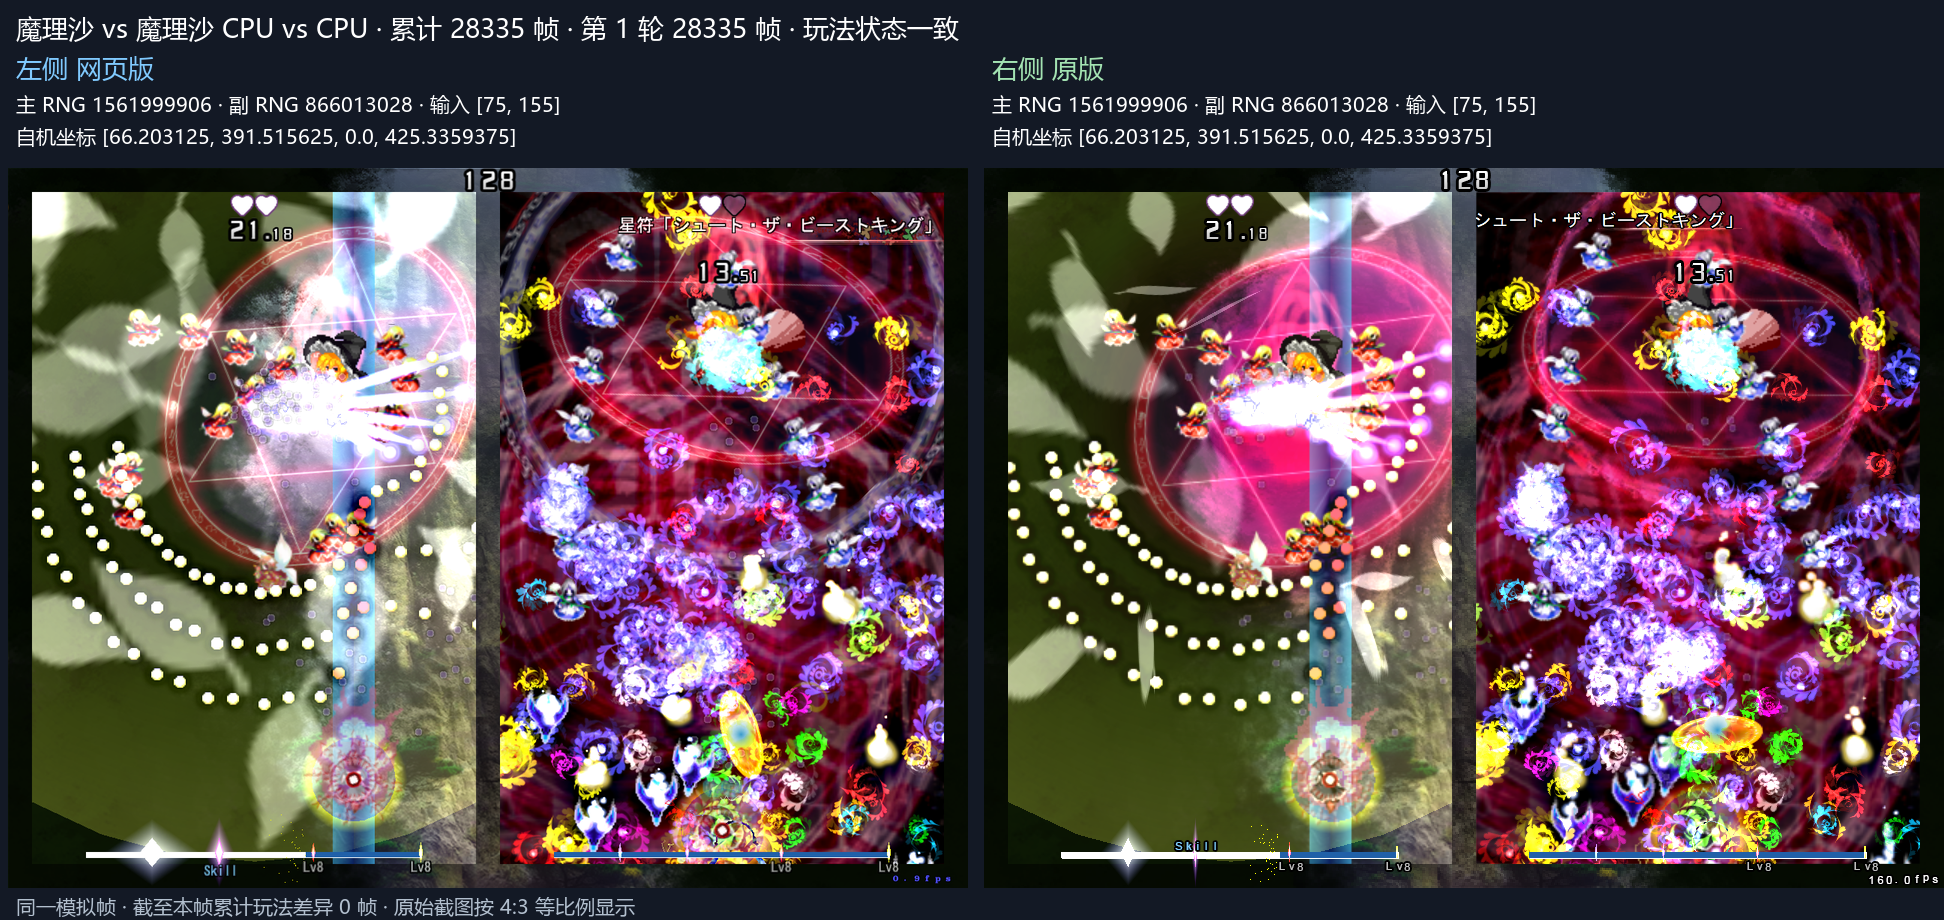 魔理沙 vs 魔理沙 CPU vs CPU · 累计 28335 帧 · 第 1 轮 28335 帧 · 玩法状态一致
左侧 网页版
主 RNG 1561999906 · 副 RNG 866013028 · 输入 [75, 155]
自机坐标 [66.203125, 391.515625, 0.0, 425.3359375]
右侧 原版
主 RNG 1561999906 · 副 RNG 866013028 · 输入 [75, 155]
自机坐标 [66.203125, 391.515625, 0.0, 425.3359375]
128
21.18
星符「シュート・ザ・ビーストキング」
13.51
Skill
Lv8
Lv8
Lv8
Lv8
0.9fps
128
21.18
シュート・ザ・ビーストキング」
13.51
Skill
Lv8
Lv8
Lv8
Lv8
160.0fps
同一模拟帧 · 截至本帧累计玩法差异 0 帧 · 原始截图按 4:3 等比例显示